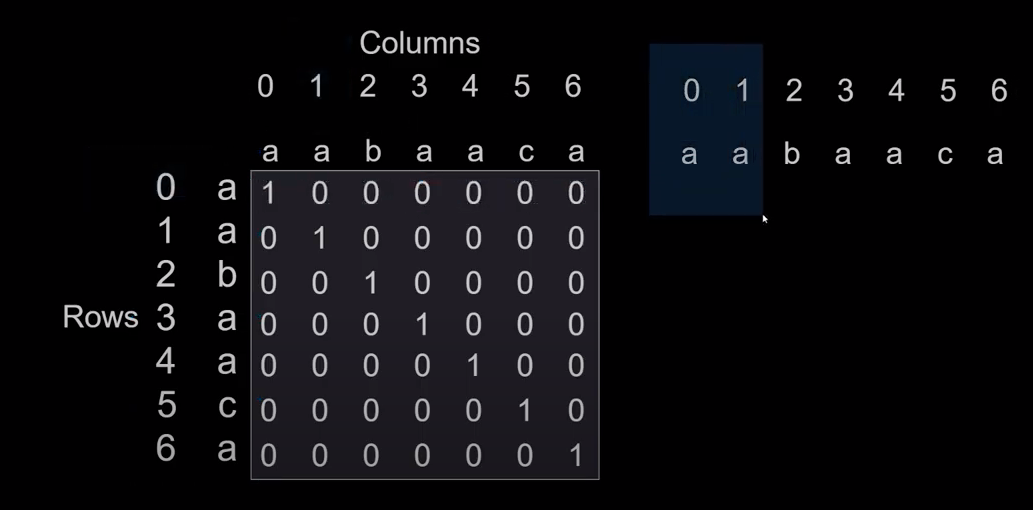 Columns
0 1 2 3 4 5 6
a a b a a c a
0 a 1 0 0 0 0 0 0
1 a 0 1 0 0 0 0 0
2 b 0 0 1 0 0 0 0
Rows 3 a 0 0 0 1 0 0 0
4 a 0 0 0 0 1 0 0
5 c 0 0 0 0 0 1 0
6 a 0 0 0 0 0 0 1
0 1 2 3 4 5 6
a a b a a c a